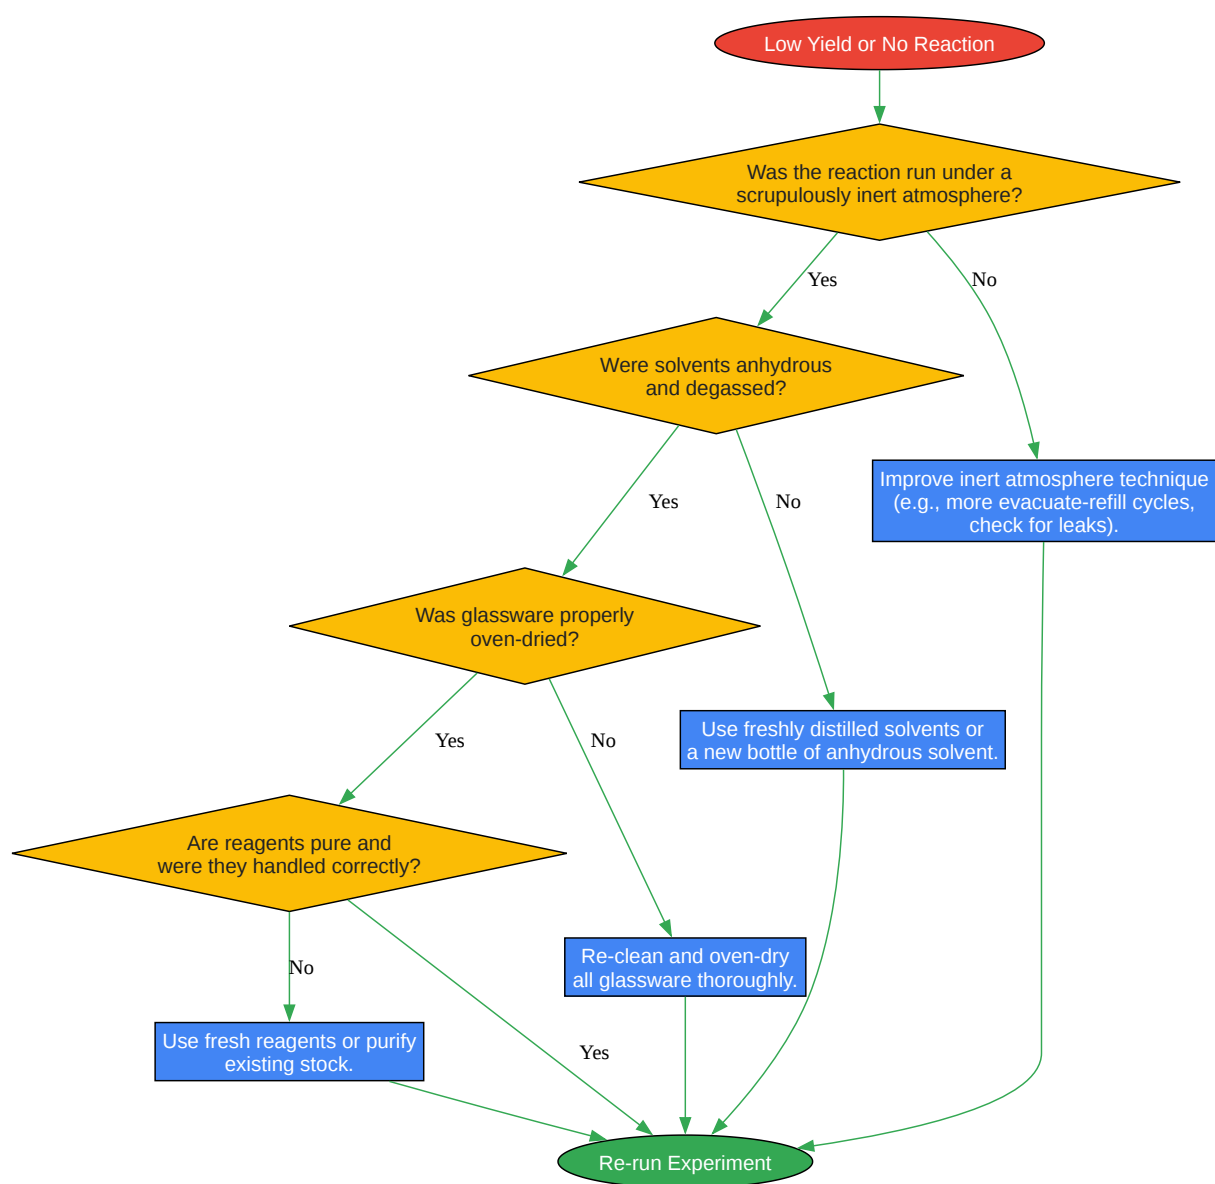 Low Yield or No Reaction
Was the reaction run under a
scrupulously inert atmosphere?
Yes
No
Were solvents anhydrous
and degassed?
Improve inert atmosphere technique
(e.g., more evacuate-refill cycles,
check for leaks).
Yes
No
Was glassware properly
oven-dried?
Use freshly distilled solvents or
a new bottle of anhydrous solvent.
Yes
No
Are reagents pure and
were they handled correctly?
Re-clean and oven-dry
all glassware thoroughly.
No
Use fresh reagents or purify
existing stock.
Yes
Re-run Experiment